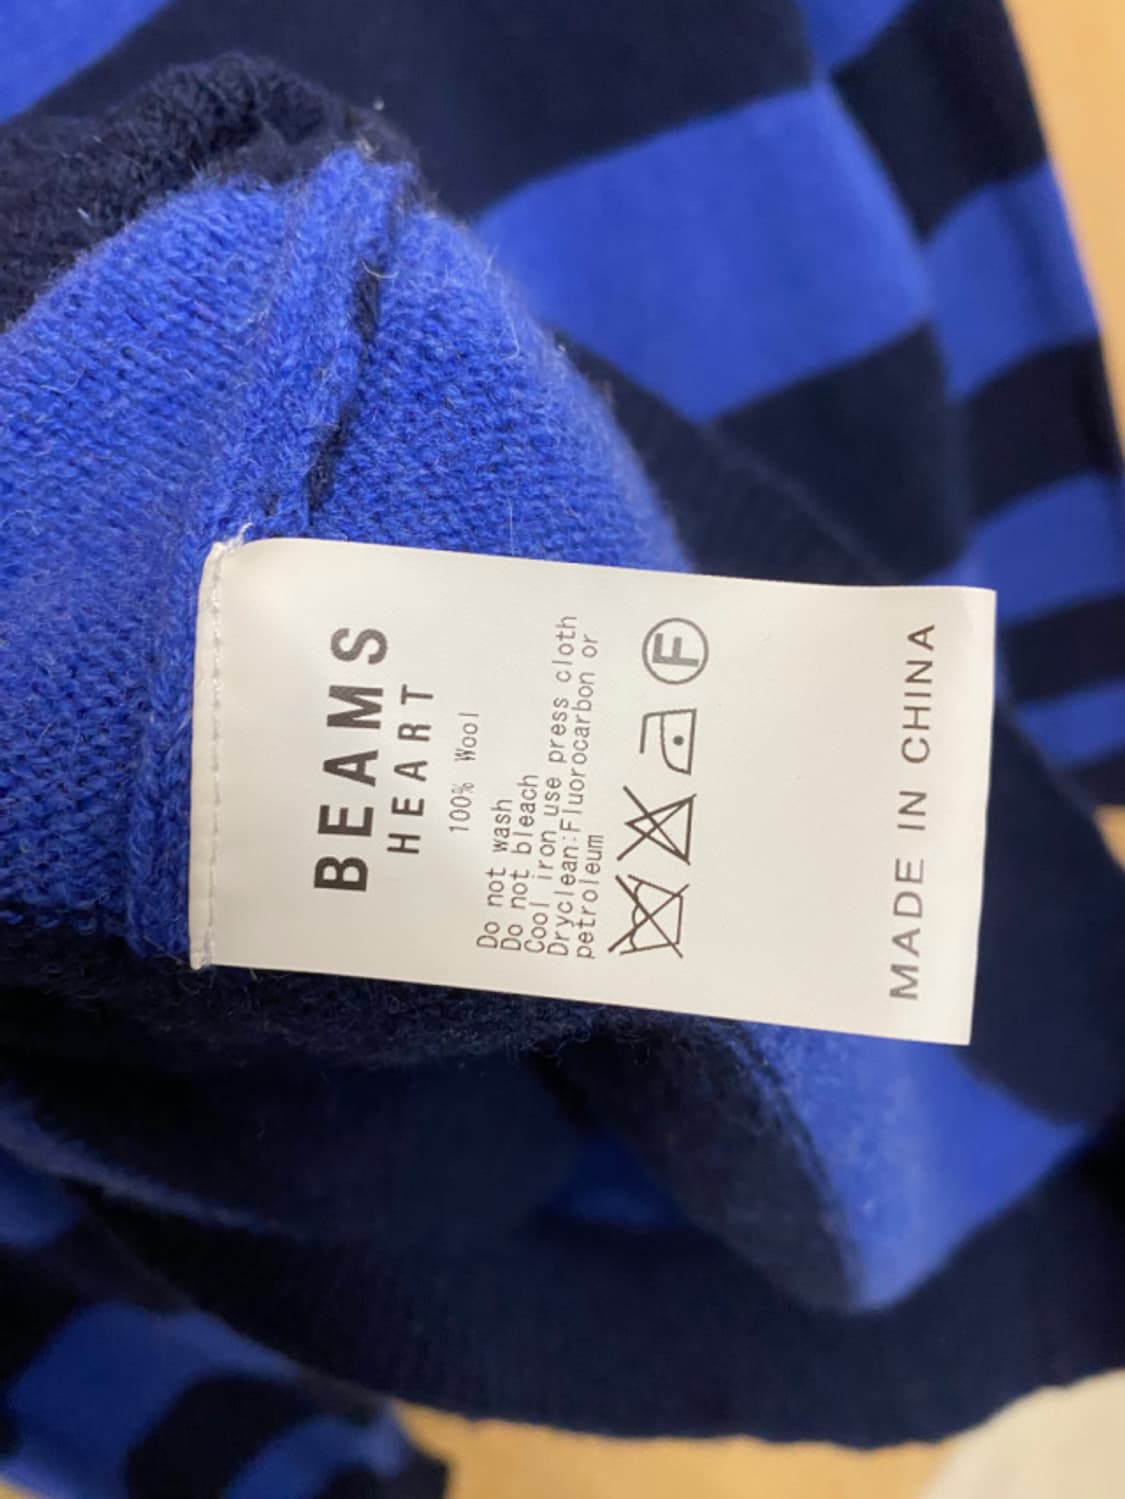 BEAMS
HEART
100% Wool
Do not wash
Do not bleach
Cool iron use press cloth
Dryclean:Fluorocarbon or
petroleum
F
MADE IN CHINA